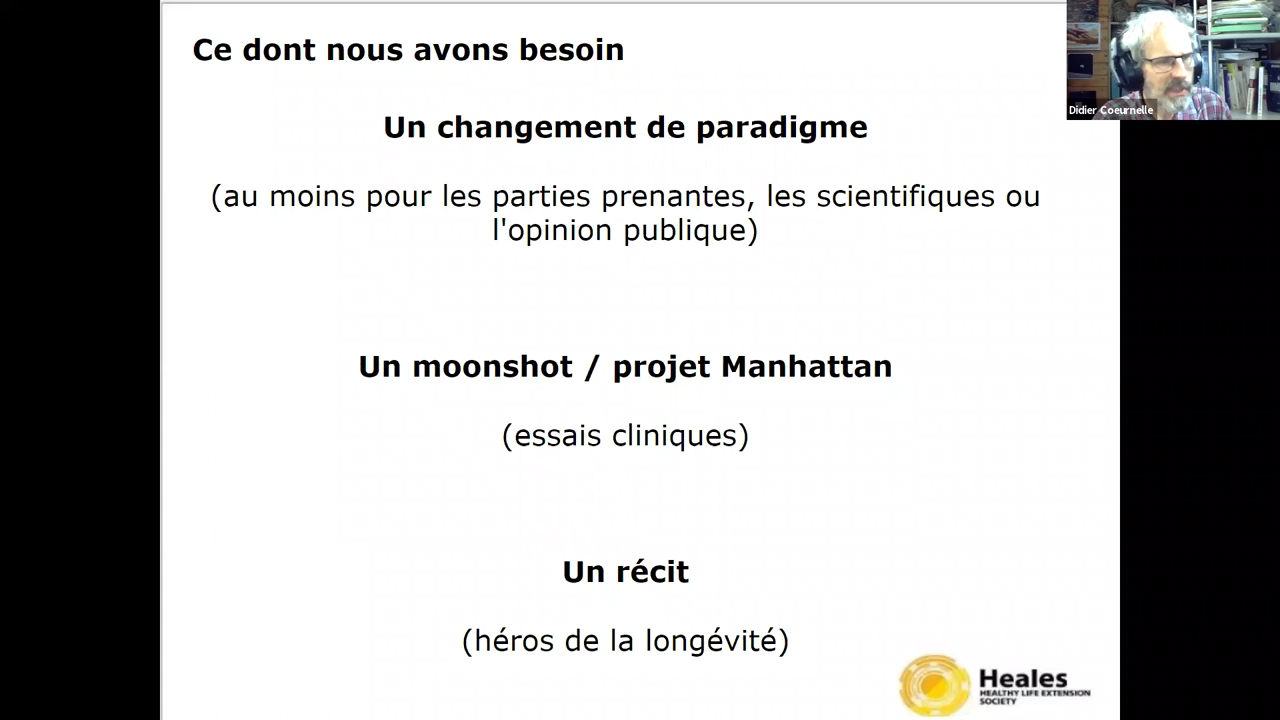 Ce dont nous avons besoin
Didier Coeurnelle
Un changement de paradigme
(au moins pour les parties prenantes, les scientifiques ou
l'opinion publique)
Un moonshot / projet Manhattan
(essais cliniques)
Un récit
(héros de la longévité)
Heales
HEALTHY LIFE EXTENSION
SOCIETY